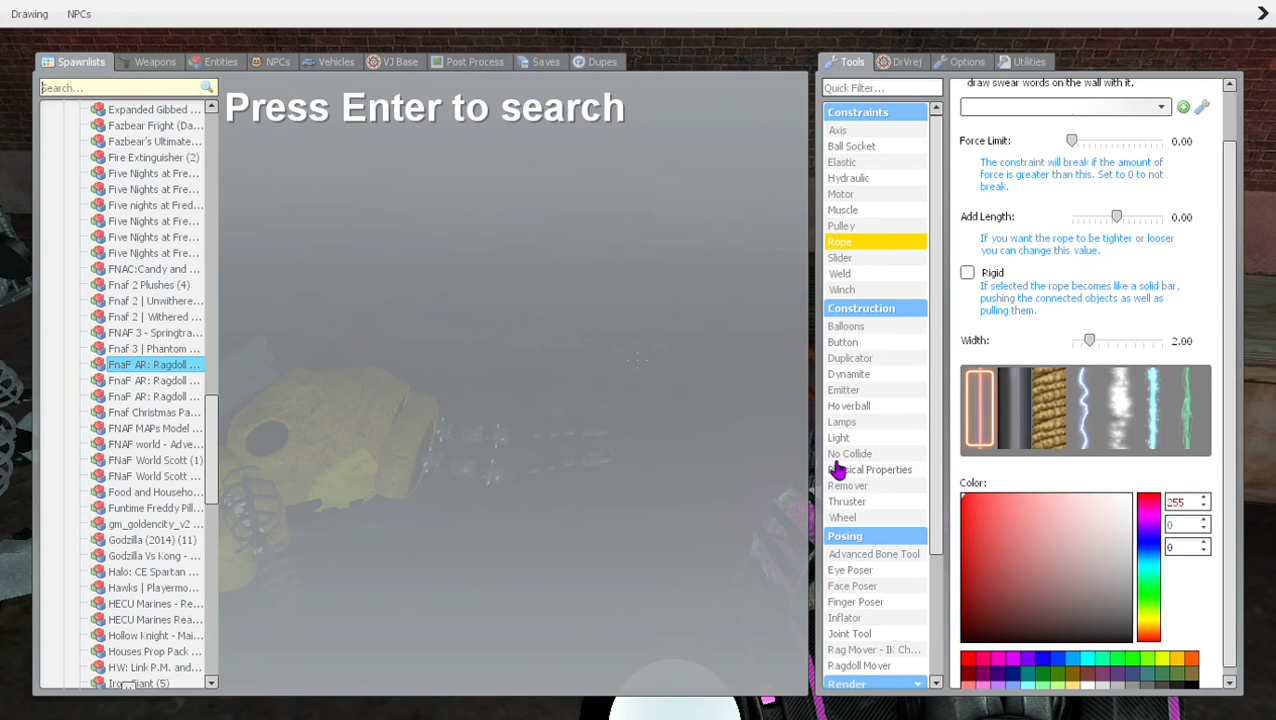 Drawing NPCs
Spawnlists Weapons Entities NPCs Vehicles VJ Base Post Process Saves Dupes
Search...
Press Enter to search
Expanded Gibbed ...
Fazbear Fright (Da...
Fazbear's Ultimate...
Fire Extinguisher (2)
Five Nights at Fre...
Five Nights at Fre...
Five nights at Fred...
Five Nights at Fre...
Five Nights at Fre...
Five Nights at Fre...
FNAC:Candy and ...
Fnaf 2 Plushes (4)
Fnaf 2 | Unwithere...
Fnaf 2 | Withered ...
FNAF 3 - Springtra...
Fnaf 3 | Phantom ...
FnaF AR: Ragdoll ...
FnaF AR: Ragdoll ...
FnaF AR: Ragdoll ...
Fnaf Christmas Pa...
FNAF MAPs Model ...
FNAF world - Adve...
FNaF World Scott (1)
FNaF World Scott ...
Food and Househo...
Funtime Freddy Pill...
gm_goldencity_v2 ...
Godzilla (2014) (11)
Godzilla Vs Kong - ...
Halo: CE Spartan ...
Hawks | Playermo...
HECU Marines - Re...
HECU Marines Rea...
Hollow Knight - Mai...
Houses Prop Pack ...
HW: Link P.M. and...
Iron Giant (5)
Tools DrVrej Options Utilities
Quick Filter...
Constraints
Axis
Ball Socket
Elastic
Hydraulic
Motor
Muscle
Pulley
Rope
Slider
Weld
Winch
Construction
Balloons
Button
Duplicator
Dynamite
Emitter
Hoverball
Lamps
Light
No Collide
Physical Properties
Remover
Thruster
Wheel
Posing
Advanced Bone Tool
Eye Poser
Face Poser
Finger Poser
Inflator
Joint Tool
Rag Mover - IK Ch...
Ragdoll Mover
Render
draw swear words on the wall with it.
Force Limit: 0.00
The constraint will break if the amount of
force is greater than this. Set to 0 to not
break.
Add Length: 0.00
If you want the rope to be tighter or looser
you can change this value.
Rigid
If selected the rope becomes like a solid bar,
pushing the connected objects as well as
pulling them.
Width: 2.00
Color:
255
0
0